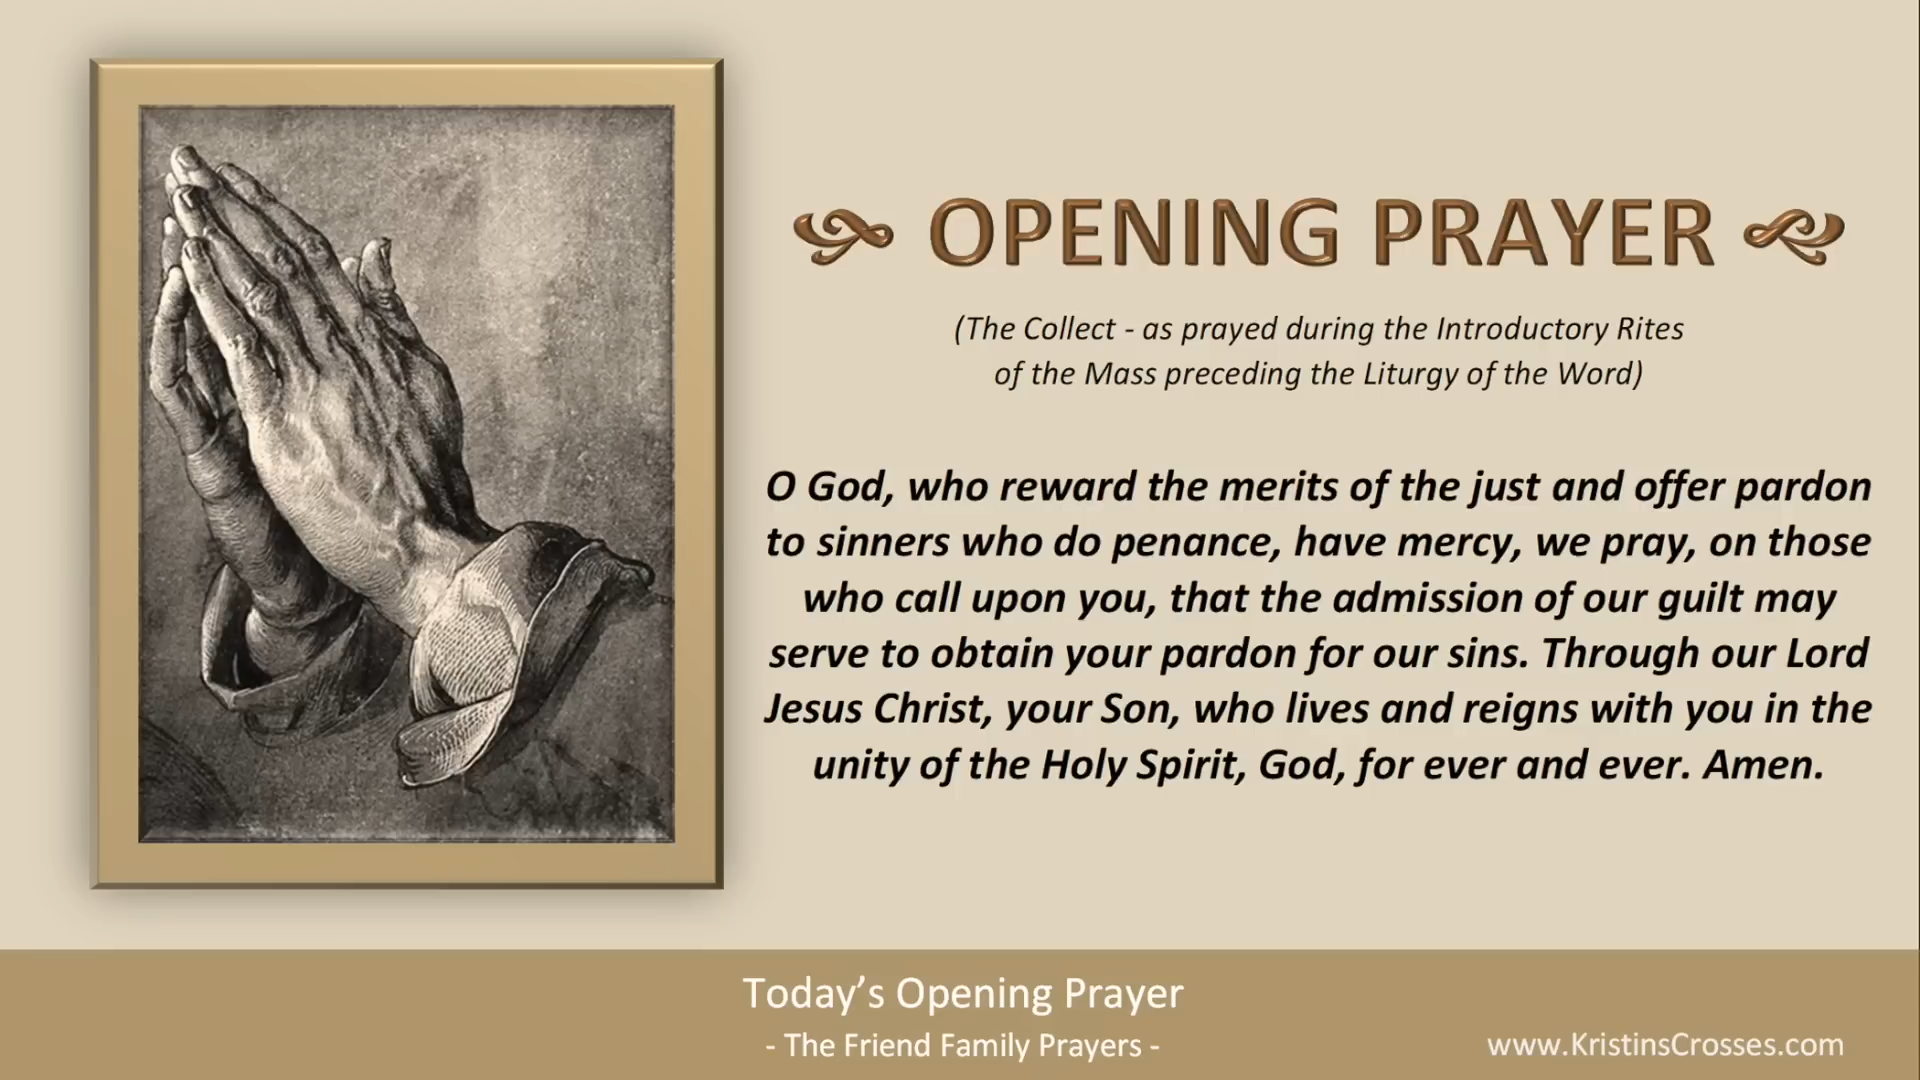 OPENING PRAYER
(The Collect - as prayed during the Introductory Rites
of the Mass preceding the Liturgy of the Word)
O God, who reward the merits of the just and offer pardon
to sinners who do penance, have mercy, we pray, on those
who call upon you, that the admission of our guilt may
serve to obtain your pardon for our sins. Through our Lord
Jesus Christ, your Son, who lives and reigns with you in the
unity of the Holy Spirit, God, for ever and ever. Amen.
Today’s Opening Prayer
- The Friend Family Prayers -
www.KristinsCrosses.com